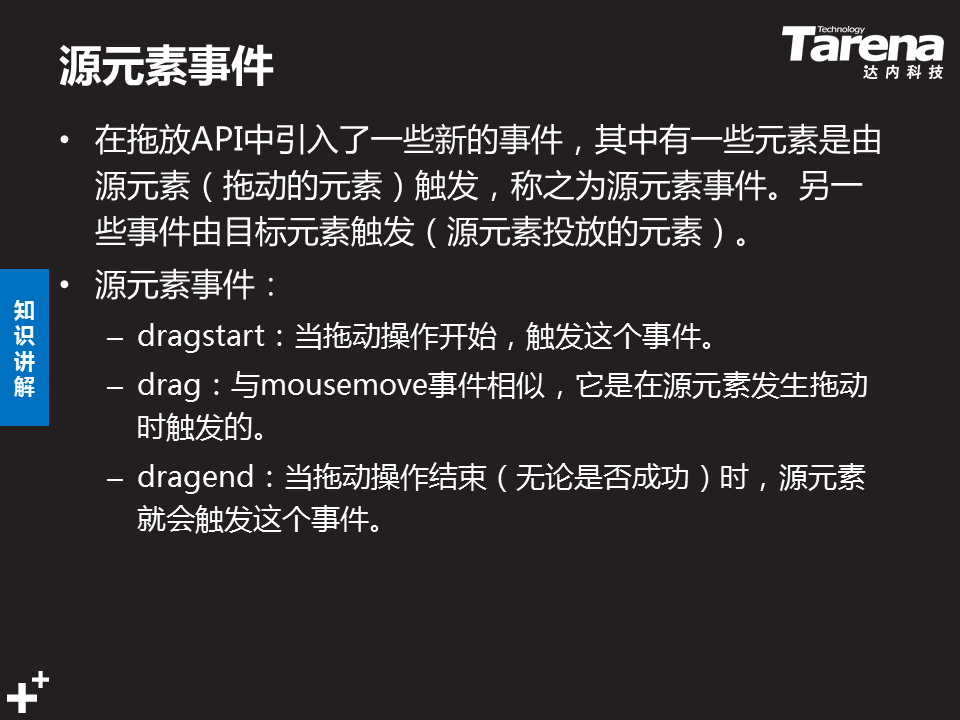 源元素事件
Technology
Tarena
达内科技
• 在拖放API中引入了一些新的事件，其中有一些元素是由
源元素（拖动的元素）触发，称之为源元素事件。另一
些事件由目标元素触发（源元素投放的元素）。
• 源元素事件：
– dragstart：当拖动操作开始，触发这个事件。
– drag：与mousemove事件相似，它是在源元素发生拖动
时触发的。
– dragend：当拖动操作结束（无论是否成功）时，源元素
就会触发这个事件。
知
识
讲
解